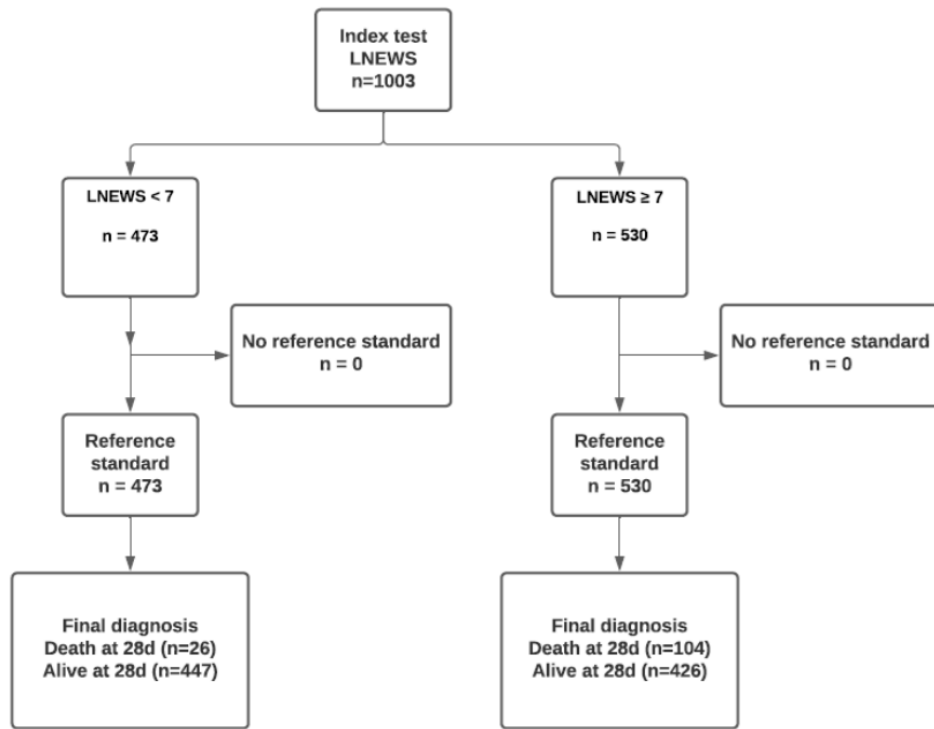 Index test
LNEWS
n=1003
LNEWS < 7
n = 473
LNEWS ≥ 7
n = 530
No reference standard
n = 0
No reference standard
n = 0
Reference
standard
n = 473
Reference
standard
n = 530
Final diagnosis
Death at 28d (n=26)
Alive at 28d (n=447)
Final diagnosis
Death at 28d (n=104)
Alive at 28d (n=426)